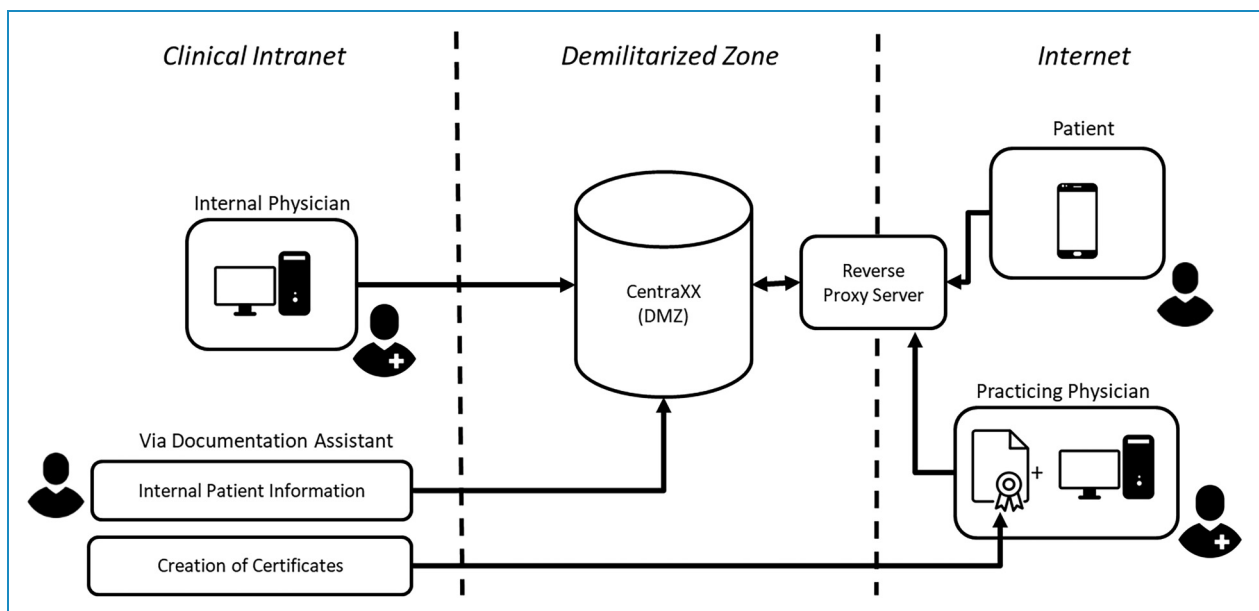 Clinical Intranet
Demilitarized Zone
Internet
Patient
Internal Physician
Reverse
Proxy Server
CentraXX
(DMZ)
Practicing Physician
+
Via Documentation Assistant
Internal Patient Information
Creation of Certificates